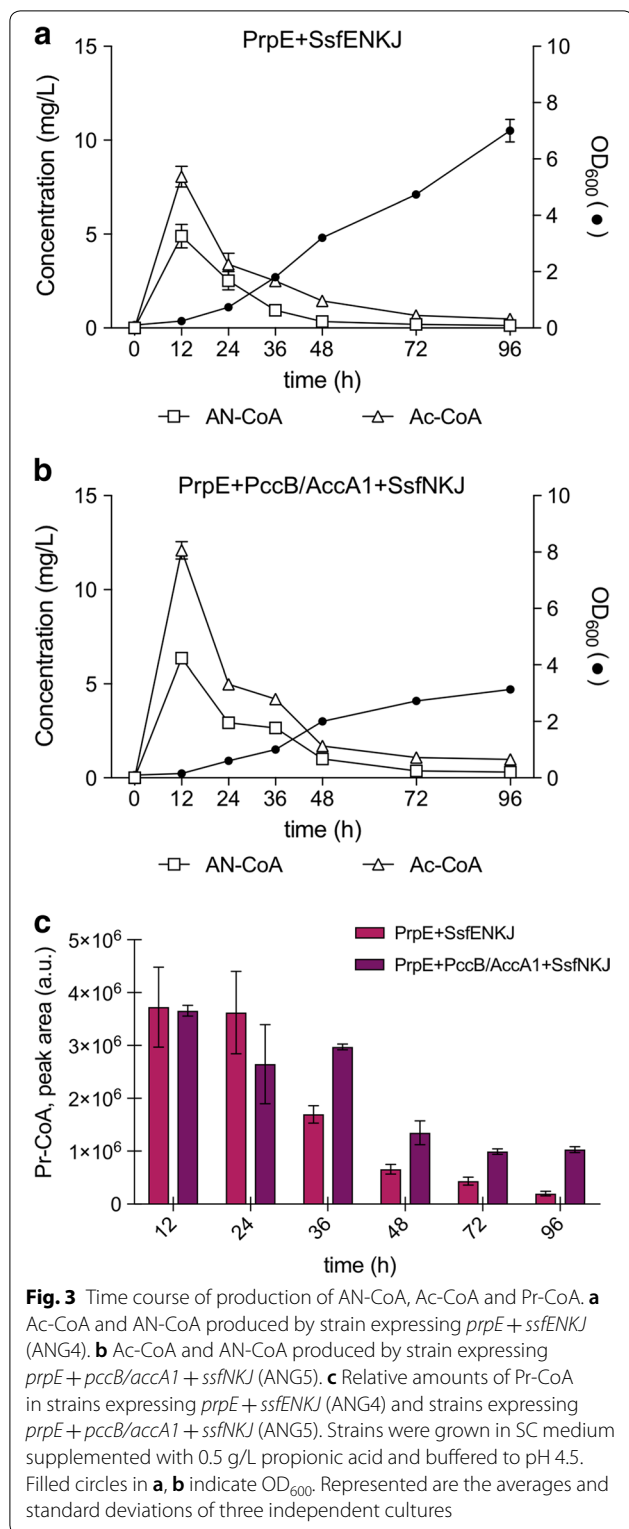 a
PrpE+SsfENKJ
15
10
5
0
Concentration (mg/L)
10
8
6
4
2
0
OD₆₀₀ (●)
0 12 24 36 48 72 96
time (h)
AN-CoA Ac-CoA
b
PrpE+PccB/AccA1+SsfNKJ
15
10
5
0
Concentration (mg/L)
10
8
6
4
2
0
OD₆₀₀ (●)
0 12 24 36 48 72 96
time (h)
AN-CoA Ac-CoA
c
PrpE+SsfENKJ
PrpE+PccB/AccA1+SsfNKJ
5×10⁶
4×10⁶
3×10⁶
2×10⁶
1×10⁶
0
Pr-CoA, peak area (a.u.)
12 24 36 48 72 96
time (h)
Fig. 3 Time course of production of AN-CoA, Ac-CoA and Pr-CoA. a
Ac-CoA and AN-CoA produced by strain expressing prpE + ssfENKJ
(ANG4). b Ac-CoA and AN-CoA produced by strain expressing
prpE + pccB/accA1 + ssfNKJ (ANG5). c Relative amounts of Pr-CoA
in strains expressing prpE + ssfENKJ (ANG4) and strains expressing
prpE + pccB/accA1 + ssfNKJ (ANG5). Strains were grown in SC medium
supplemented with 0.5 g/L propionic acid and buffered to pH 4.5.
Filled circles in a, b indicate OD₆₀₀. Represented are the averages and
standard deviations of three independent cultures